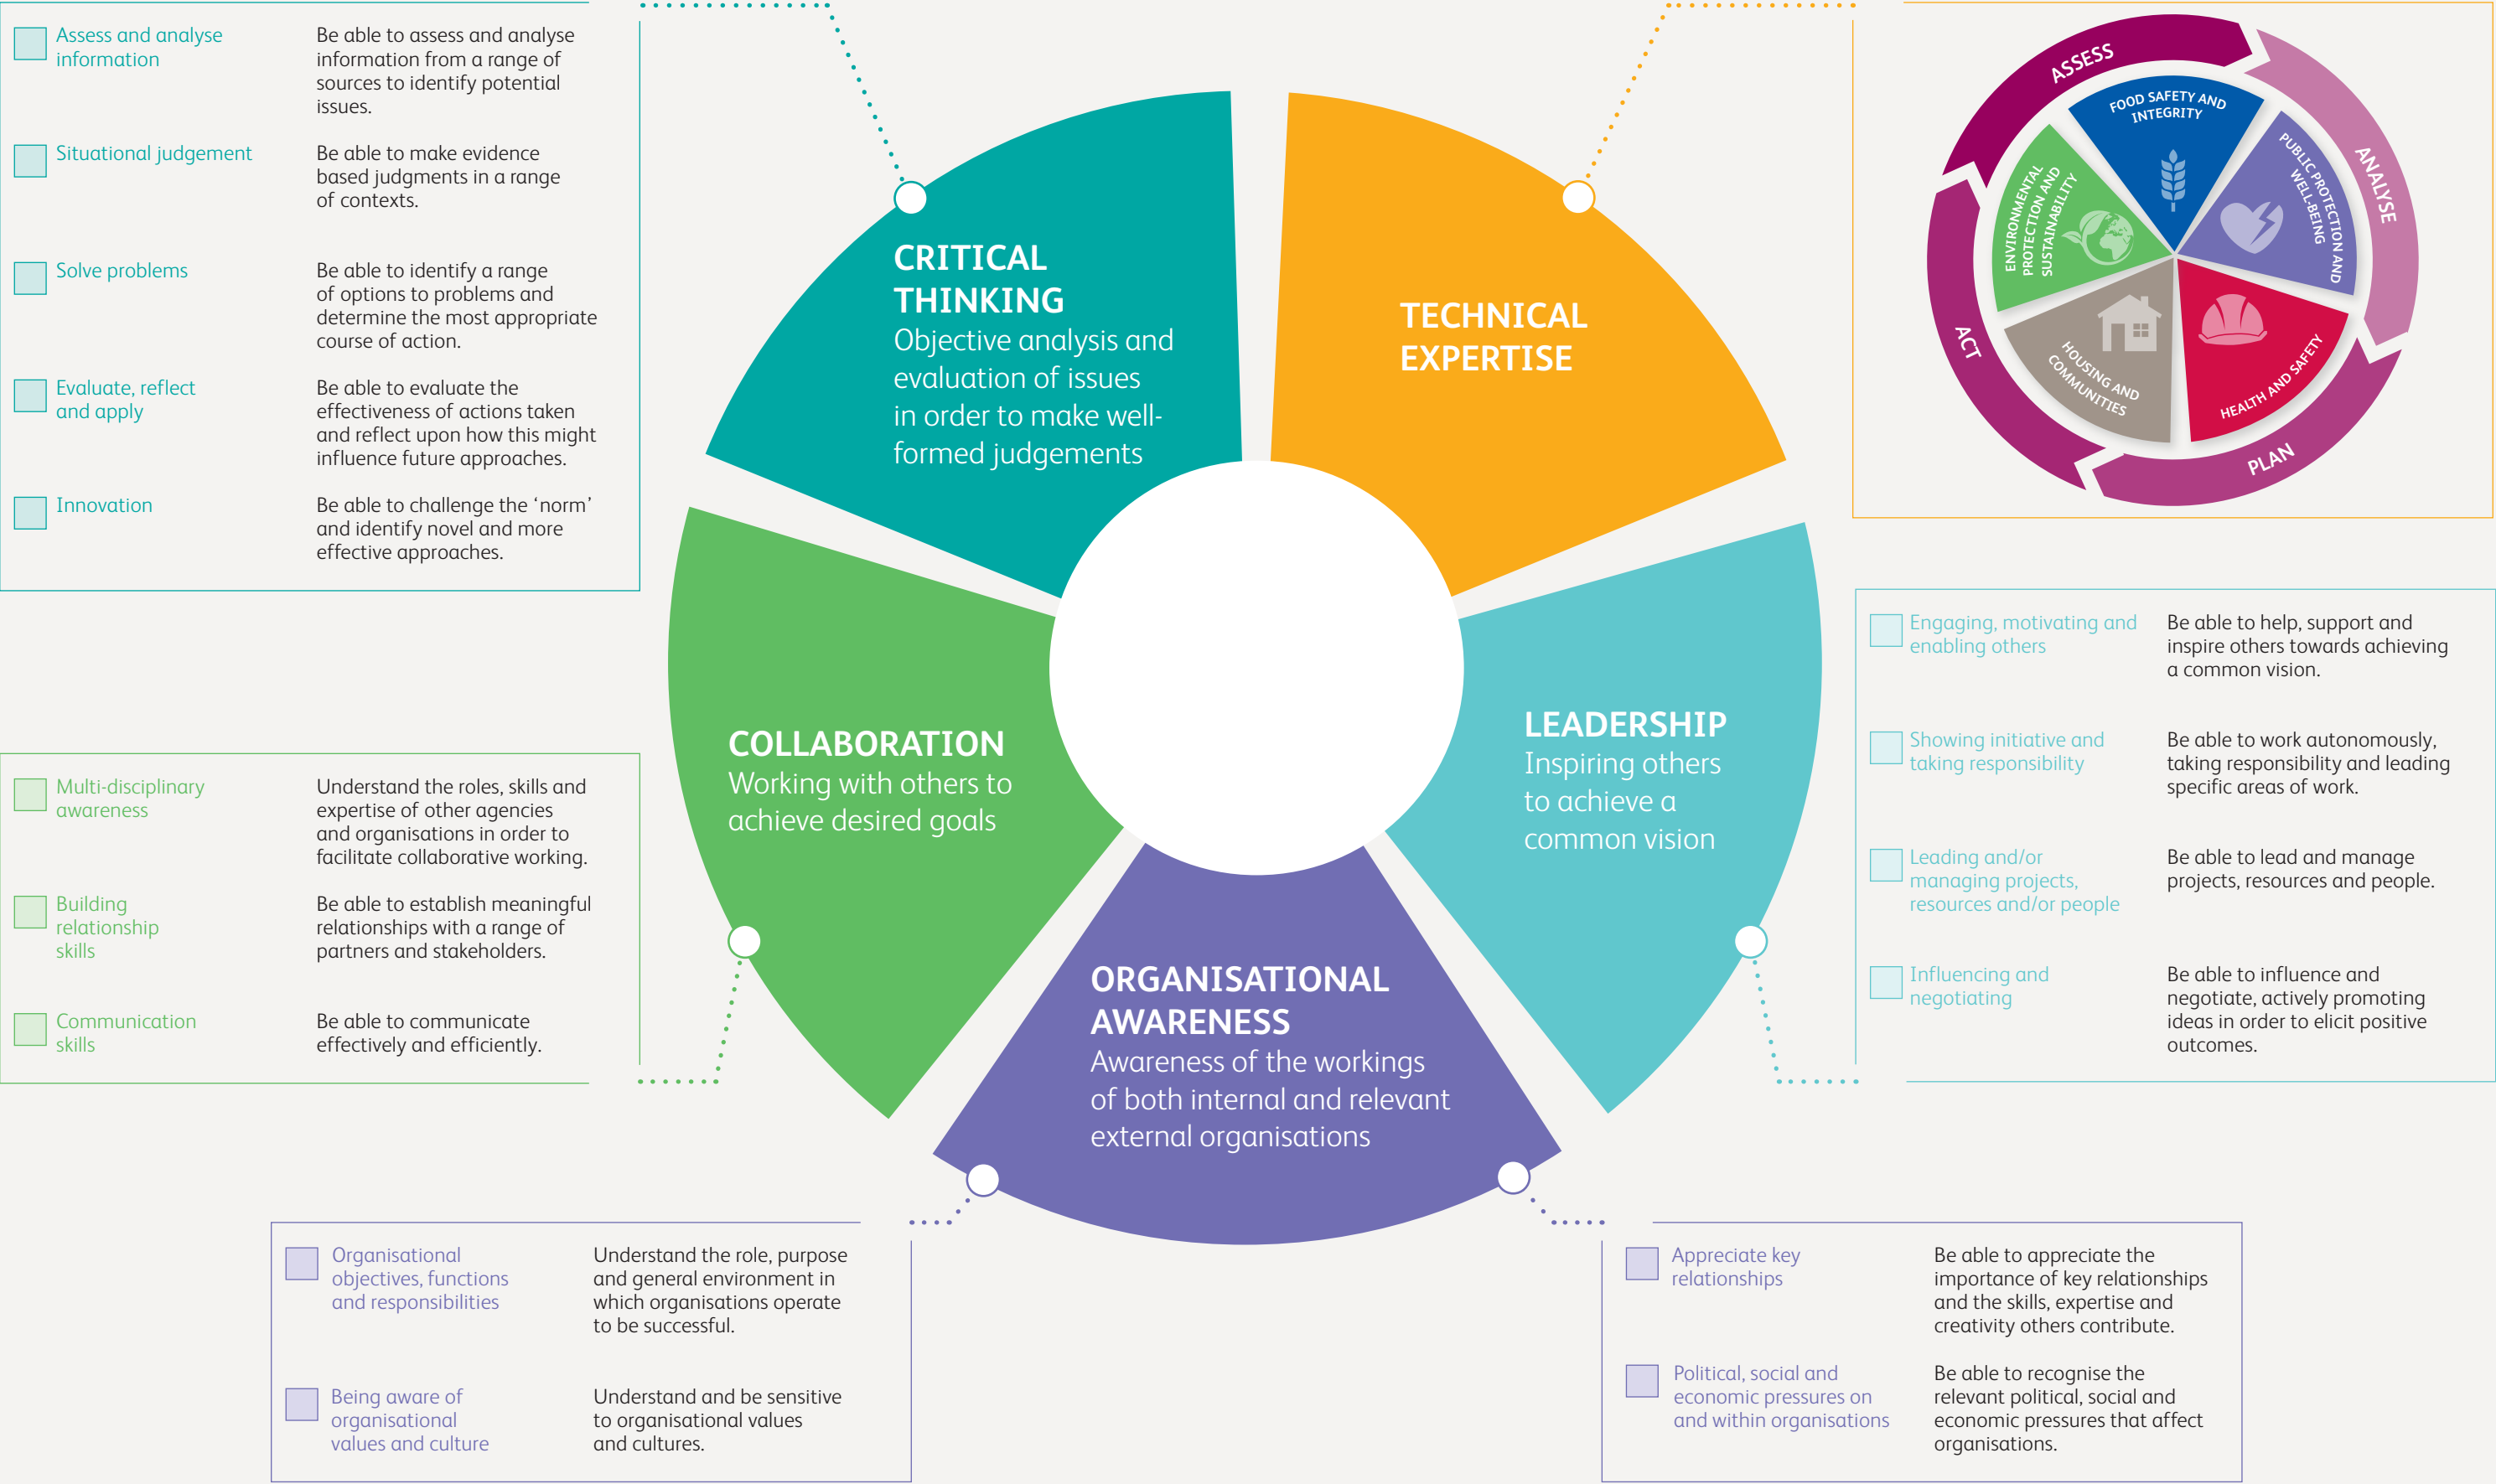 Assess and analyse
information
Be able to assess and analyse
information from a range of
sources to identify potential
issues.
Situational judgement
Be able to make evidence
based judgments in a range
of contexts.
Solve problems
Be able to identify a range
of options to problems and
determine the most appropriate
course of action.
Evaluate, reflect
and apply
Be able to evaluate the
effectiveness of actions taken
and reflect upon how this might
influence future approaches.
Innovation
Be able to challenge the ‘norm’
and identify novel and more
effective approaches.
CRITICAL
THINKING
Objective analysis and
evaluation of issues
in order to make well-
formed judgements
TECHNICAL
EXPERTISE
ASSESS
ANALYSE
PLAN
ACT
FOOD SAFETY AND
INTEGRITY
PUBLIC PROTECTION AND
WELL-BEING
HEALTH AND SAFETY
HOUSING AND
COMMUNITIES
ENVIRONMENTAL
PROTECTION AND
SUSTAINABILITY
COLLABORATION
Working with others to
achieve desired goals
LEADERSHIP
Inspiring others
to achieve a
common vision
ORGANISATIONAL
AWARENESS
Awareness of the workings
of both internal and relevant
external organisations
Multi-disciplinary
awareness
Understand the roles, skills and
expertise of other agencies
and organisations in order to
facilitate collaborative working.
Building
relationship
skills
Be able to establish meaningful
relationships with a range of
partners and stakeholders.
Communication
skills
Be able to communicate
effectively and efficiently.
Engaging, motivating and
enabling others
Be able to help, support and
inspire others towards achieving
a common vision.
Showing initiative and
taking responsibility
Be able to work autonomously,
taking responsibility and leading
specific areas of work.
Leading and/or
managing projects,
resources and/or people
Be able to lead and manage
projects, resources and people.
Influencing and
negotiating
Be able to influence and
negotiate, actively promoting
ideas in order to elicit positive
outcomes.
Organisational
objectives, functions
and responsibilities
Understand the role, purpose
and general environment in
which organisations operate
to be successful.
Being aware of
organisational
values and culture
Understand and be sensitive
to organisational values
and cultures.
Appreciate key
relationships
Be able to appreciate the
importance of key relationships
and the skills, expertise and
creativity others contribute.
Political, social and
economic pressures on
and within organisations
Be able to recognise the
relevant political, social and
economic pressures that affect
organisations.